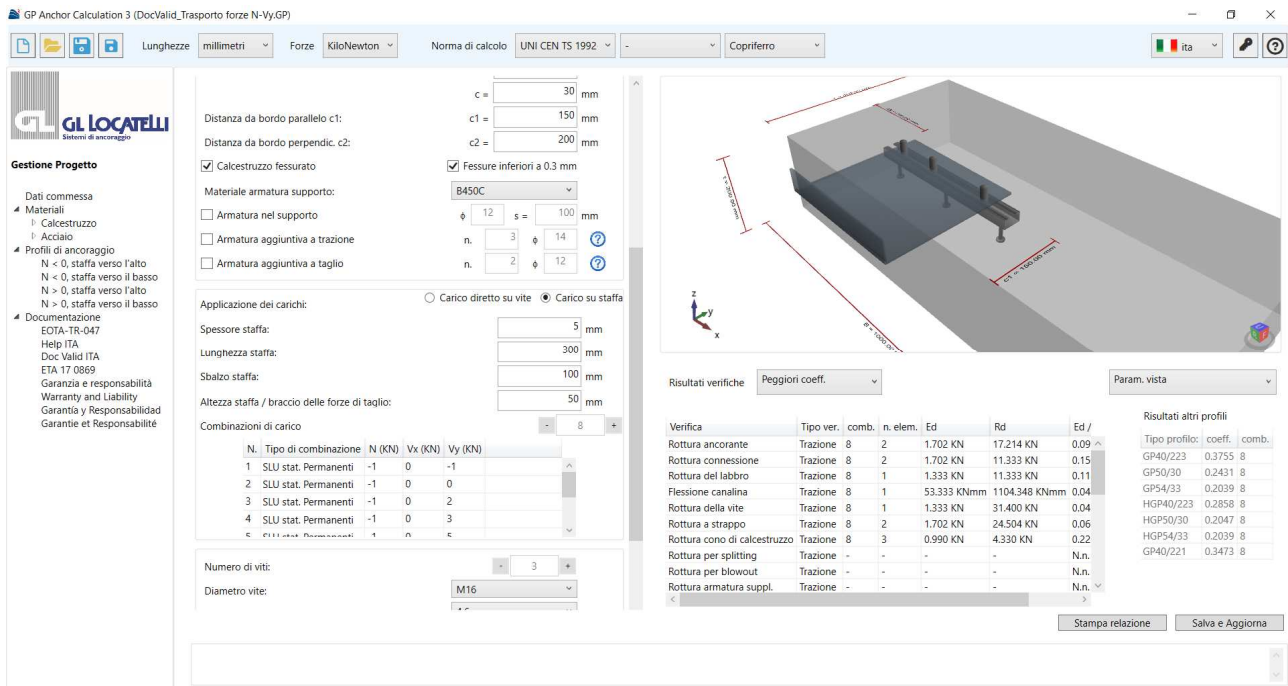 GP Anchor Calculation 3 (DocValid_Trasporto forze N-Vy.GP)
Lunghezze millimetri Forze KiloNewton Norma di calcolo UNI CEN TS 1992 - Copriferro ita
GL LOCATELLI
Sistemi di ancoraggio
Gestione Progetto
Dati commessa
Materiali
Calcestruzzo
Acciaio
Profili di ancoraggio
N < 0, staffa verso l'alto
N < 0, staffa verso il basso
N > 0, staffa verso l'alto
N > 0, staffa verso il basso
Documentazione
EOTA-TR-047
Help ITA
Doc Valid ITA
ETA 17 0869
Garanzia e responsabilità
Warranty and Liability
Garantía y Responsabilidad
Garantie et Responsabilité
c = 30 mm
Distanza da bordo parallelo c1: c1 = 150 mm
Distanza da bordo perpendic. c2: c2 = 200 mm
Calcestruzzo fessurato Fessure inferiori a 0.3 mm
Materiale armatura supporto: B450C
Armatura nel supporto ϕ 12 s = 100 mm
Armatura aggiuntiva a trazione n. 3 ϕ 14
Armatura aggiuntiva a taglio n. 2 ϕ 12
Applicazione dei carichi: Carico diretto su vite Carico su staffa
Spessore staffa: 5 mm
Lunghezza staffa: 300 mm
Sbalzo staffa: 100 mm
Altezza staffa / braccio delle forze di taglio: 50 mm
Combinazioni di carico - 8 +
N. Tipo di combinazione N (KN) Vx (KN) Vy (KN)
1 SLU stat. Permanenti -1 0 -1
2 SLU stat. Permanenti -1 0 0
3 SLU stat. Permanenti -1 0 2
4 SLU stat. Permanenti -1 0 3
Numero di viti: - 3 +
Diametro vite: M16
c1 = 150.00 mm
z
y
x
Risultati verifiche Peggiori coeff. Param. vista
Verifica Tipo ver. comb. n. elem. Ed Rd Ed /
Rottura ancorante Trazione 8 2 1.702 KN 17.214 KN 0.09
Rottura connessione Trazione 8 2 1.702 KN 11.333 KN 0.15
Rottura del labbro Trazione 8 1 1.333 KN 11.333 KN 0.11
Flessione canalina Trazione 8 1 53.333 KNmm 1104.348 KNmm 0.04
Rottura della vite Trazione 8 1 1.333 KN 31.400 KN 0.04
Rottura a strappo Trazione 8 2 1.702 KN 24.504 KN 0.06
Rottura cono di calcestruzzo Trazione 8 3 0.990 KN 4.330 KN 0.22
Rottura per splitting Trazione - - - - N.n.
Rottura per blowout Trazione - - - - N.n.
Rottura armatura suppl. Trazione - - - - N.n.
Risultati altri profili
Tipo profilo: coeff. comb.
GP40/223 0.3755 8
GP50/30 0.2431 8
GP54/33 0.2039 8
HGP40/223 0.2858 8
HGP50/30 0.2047 8
HGP54/33 0.2039 8
GP40/221 0.3473 8
Stampa relazione Salva e Aggiorna